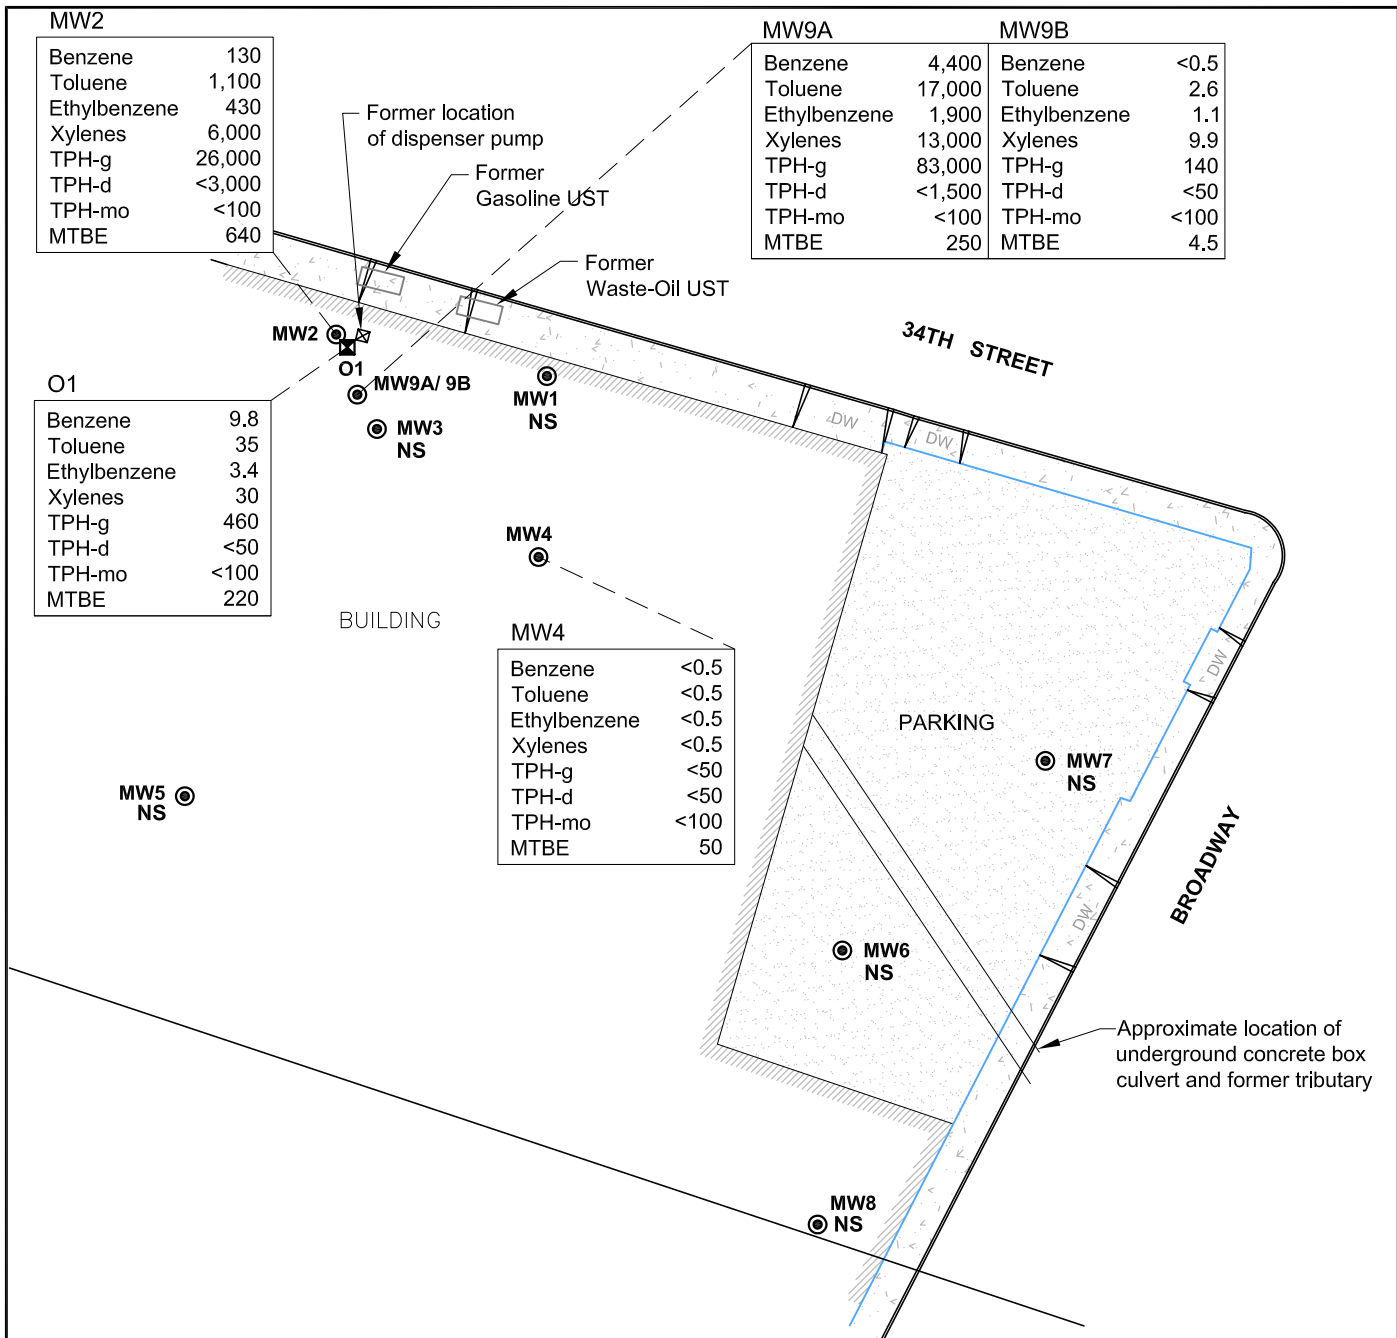 MW2
Benzene 130
Toluene 1,100
Ethylbenzene 430
Xylenes 6,000
TPH-g 26,000
TPH-d <3,000
TPH-mo <100
MTBE 640
MW9A
Benzene 4,400
Toluene 17,000
Ethylbenzene 1,900
Xylenes 13,000
TPH-g 83,000
TPH-d <1,500
TPH-mo <100
MTBE 250
MW9B
Benzene <0.5
Toluene 2.6
Ethylbenzene 1.1
Xylenes 9.9
TPH-g 140
TPH-d <50
TPH-mo <100
MTBE 4.5
Former location
of dispenser pump
Former
Gasoline UST
Former
Waste-Oil UST
34TH STREET
MW2
O1
MW9A/ 9B
MW1
NS
MW3
NS
DW
DW
O1
Benzene 9.8
Toluene 35
Ethylbenzene 3.4
Xylenes 30
TPH-g 460
TPH-d <50
TPH-mo <100
MTBE 220
MW4
BUILDING
MW4
Benzene <0.5
Toluene <0.5
Ethylbenzene <0.5
Xylenes <0.5
TPH-g <50
TPH-d <50
TPH-mo <100
MTBE 50
DW
PARKING
MW7
NS
MW5
NS
BROADWAY
DW
MW6
NS
Approximate location of
underground concrete box
culvert and former tributary
MW8
NS